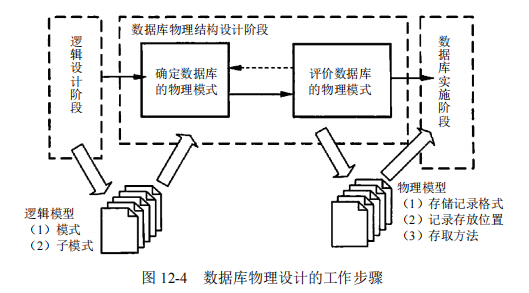 逻辑设计阶段
数据库物理结构设计阶段
确定数据库
的物理模式
评价数据库
的物理模式
数据库实施阶段
逻辑模型
（1）模式
（2）子模式
物理模型
（1）存储记录格式
（2）记录存放位置
（3）存取方法
图 12-4 数据库物理设计的工作步骤